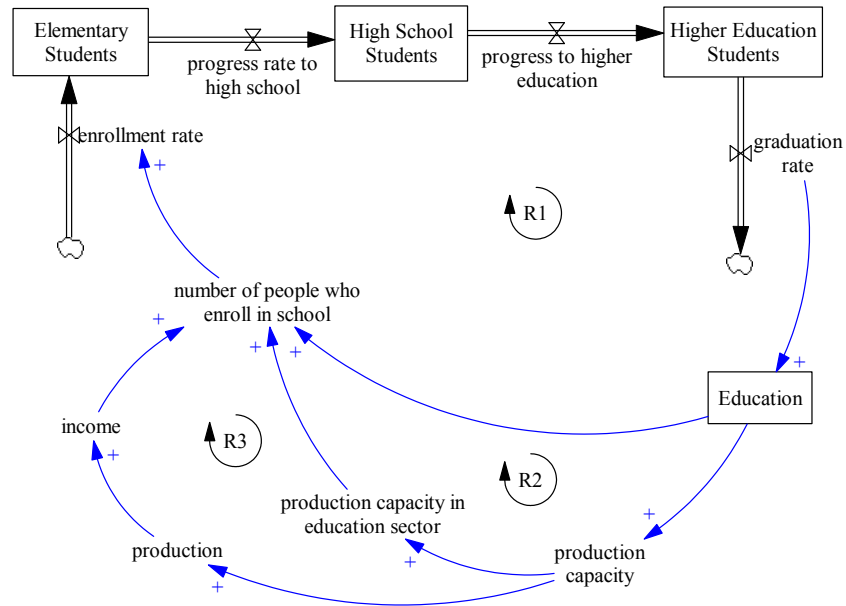 Elementary
Students
High School
Students
Higher Education
Students
progress rate to
high school
progress to higher
education
enrollment rate
+
graduation
rate
R1
number of people who
enroll in school
+
+
+
+
Education
income
+
R3
R2
production capacity in
education sector
+
production
+
production
capacity
+